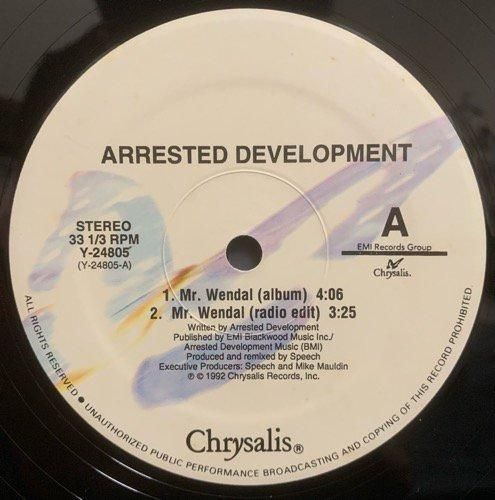 ARRESTED DEVELOPMENT
STEREO
33 1/3 RPM
Y-24805
(Y-24805-A)
A
EMI Records Group
Chrysalis.
1. Mr. Wendal (album) 4:06
2. Mr. Wendal (radio edit) 3:25
Written by Arrested Development
Published by EMI Blackwood Music Inc./
Arrested Development Music (BMI)
Produced and remixed by Speech
Executive Producers: Speech and Mike Mauldin
℗ © 1992 Chrysalis Records, Inc.
Chrysalis®
ALL RIGHTS RESERVED. ● UNAUTHORIZED PUBLIC PERFORMANCE BROADCASTING AND COPYING OF THIS RECORD PROHIBITED.